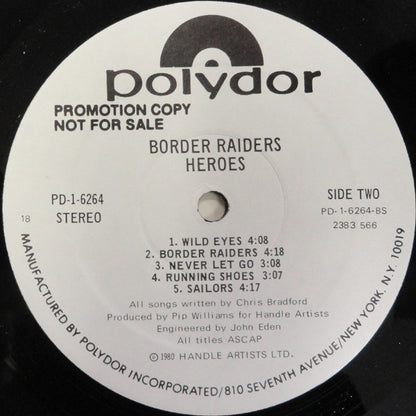 polydor
PROMOTION COPY
NOT FOR SALE
BORDER RAIDERS
HEROES
PD-1-6264
STEREO
SIDE TWO
PD-1-6264-BS
2383 566
18
1. WILD EYES 4:08
2. BORDER RAIDERS 4:18
3. NEVER LET GO 3:08
4. RUNNING SHOES 3:07
5. SAILORS 4:17
All songs written by Chris Bradford
Produced by Pip Williams for Handle Artists
Engineered by John Eden
All titles ASCAP
Ⓟ 1980 HANDLE ARTISTS LTD.
MANUFACTURED BY POLYDOR INCORPORATED/810 SEVENTH AVENUE/NEW YORK, N.Y. 10019